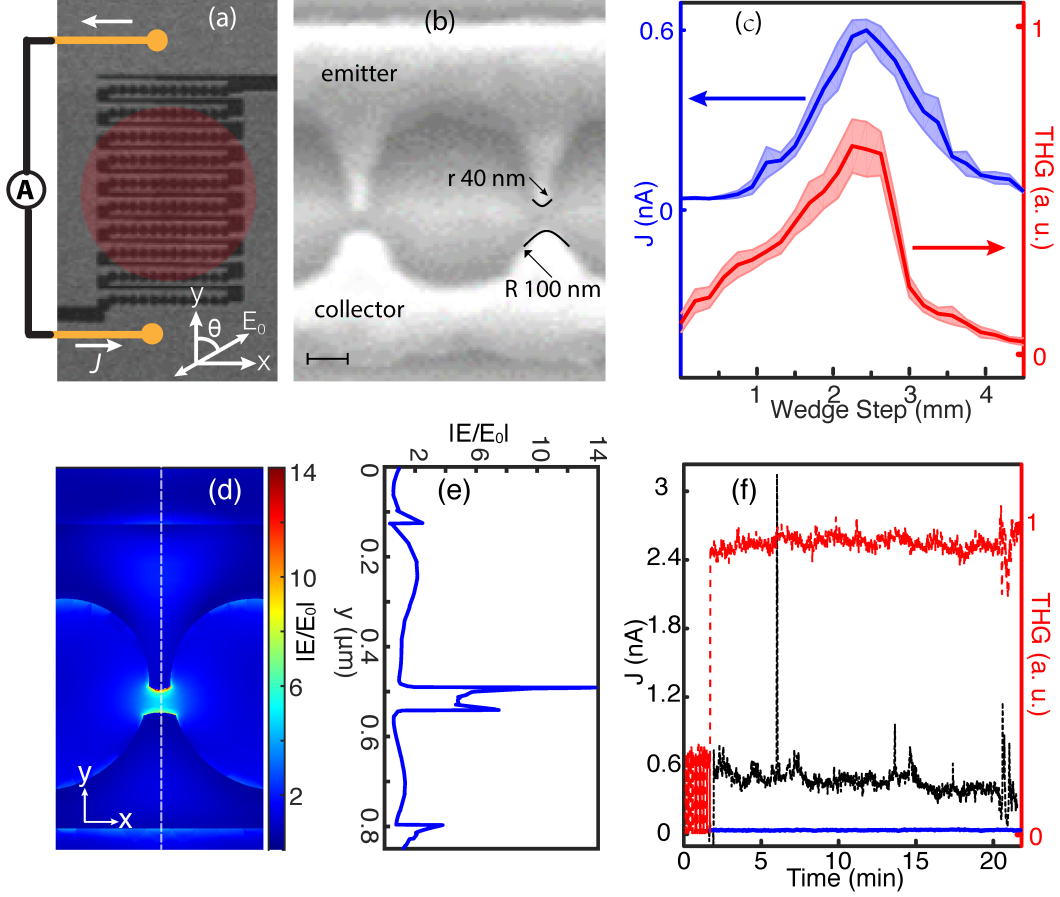 (a)
A
y
θ
E₀
x
J
(b)
emitter
r 40 nm
R 100 nm
collector
(c)
0.6
0
J (nA)
1
0
THG (a. u.)
1
2
3
4
Wedge Step (mm)
(d)
y
x
14
10
6
2
|E/E₀|
|E/E₀|
2
6
10
14
(e)
0
0.2
0.4
0.6
0.8
y (μm)
(f)
3
2.4
1.8
1.2
0.6
0
J (nA)
1
0
THG (a. u.)
0
5
10
15
20
Time (min)